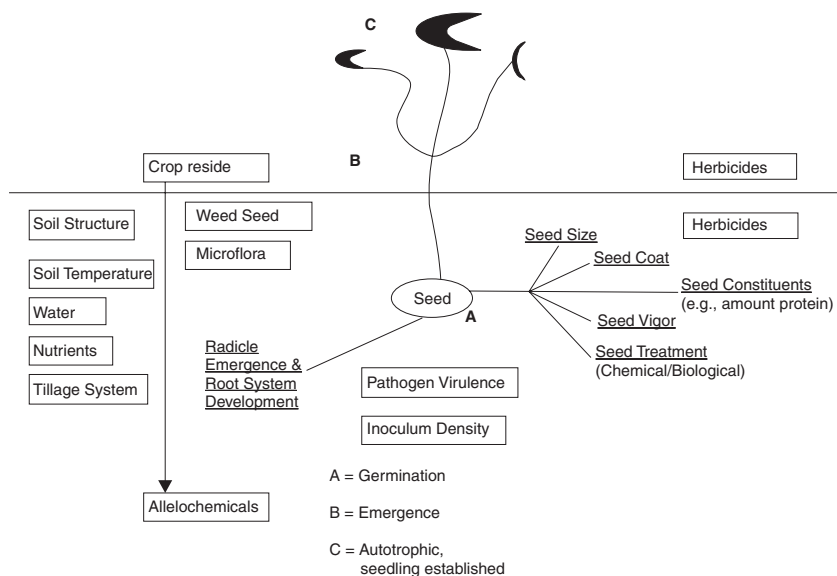 C
B
Crop reside
Herbicides
Soil Structure
Weed Seed
Herbicides
Microflora
Seed Size
Seed Coat
Soil Temperature
Seed
A
Seed Constituents
(e.g., amount protein)
Water
Seed Vigor
Nutrients
Radicle
Emergence &
Root System
Development
Seed Treatment
(Chemical/Biological)
Tillage System
Pathogen Virulence
Inoculum Density
A = Germination
Allelochemicals
B = Emergence
C = Autotrophic,
seedling established